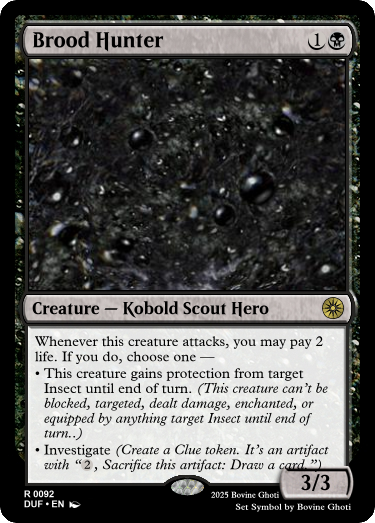 Brood Hunter 1
Creature — Kobold Scout Hero
Whenever this creature attacks, you may pay 2
life. If you do, choose one —
• This creature gains protection from target
Insect until end of turn. (This creature can't be
blocked, targeted, dealt damage, enchanted, or
equipped by anything target Insect until end of
turn..)
• Investigate (Create a Clue token. It's an artifact
with “2, Sacrifice this artifact: Draw a card.”)
3/3
R 0092
DUF • EN
2025 Bovine Ghoti
Set Symbol by Bovine Ghoti